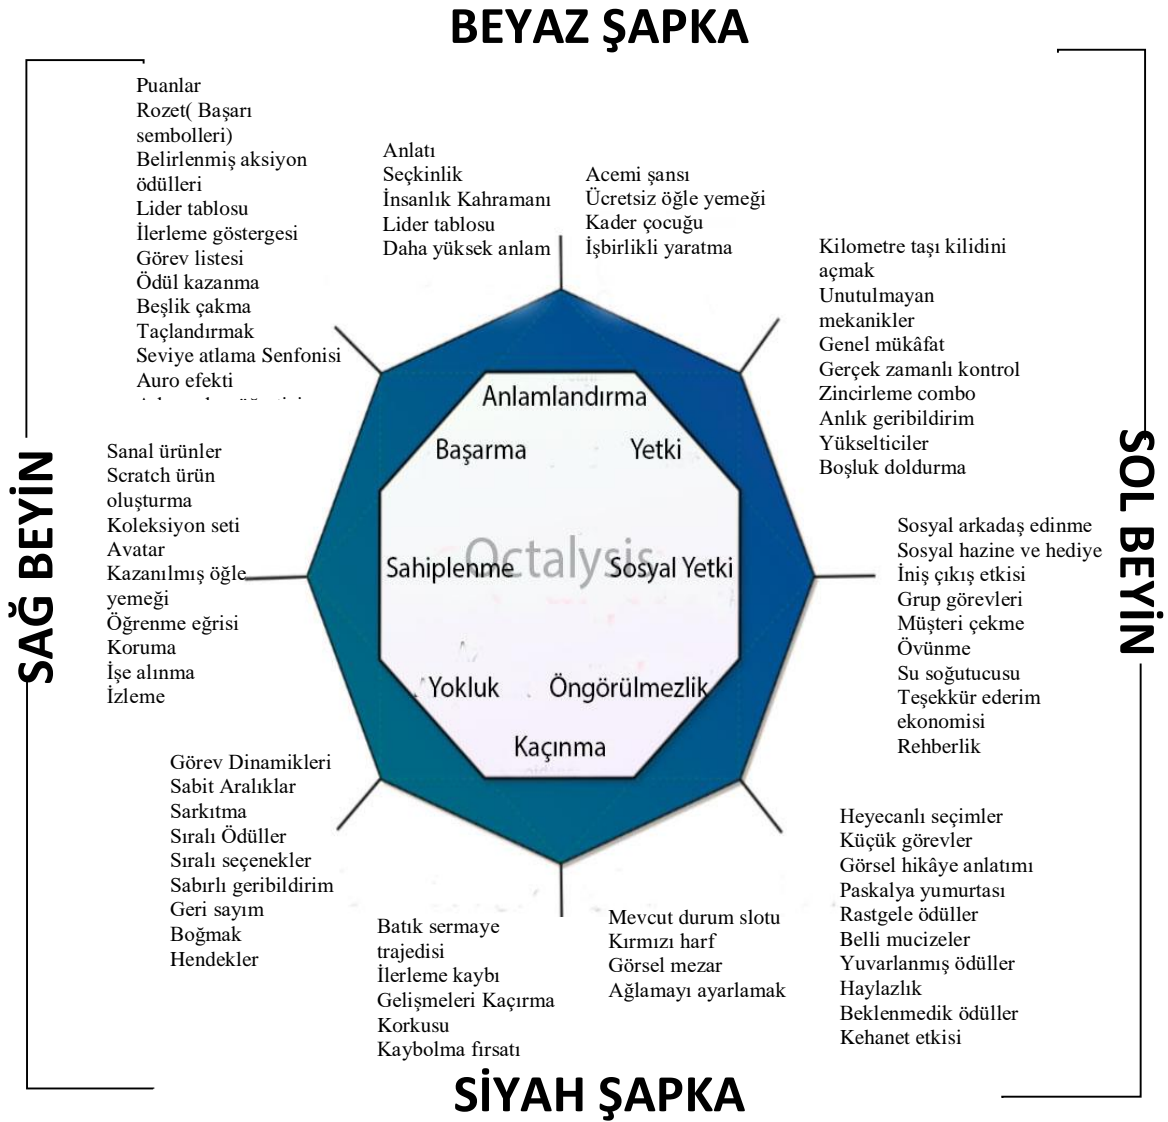 BEYAZ ŞAPKA
Puanlar
Rozet( Başarı
sembolleri)
Belirlenmiş aksiyon
ödülleri
Lider tablosu
İlerleme göstergesi
Görev listesi
Ödül kazanma
Beşlik çakma
Taçlandırmak
Seviye atlama Senfonisi
Auro efekti
Anlatı
Seçkinlik
İnsanlık Kahramanı
Lider tablosu
Daha yüksek anlam
Acemi şansı
Ücretsiz öğle yemeği
Kader çocuğu
İşbirlikli yaratma
Kilometre taşı kilidini
açmak
Unutulmayan
mekanikler
Genel mükâfat
Gerçek zamanlı kontrol
Zincirleme combo
Anlık geribildirim
Yükselticiler
Boşluk doldurma
Anlamlandırma
Başarma
Yetki
Octalysis
Sahiplenme
Sosyal Yetki
Yokluk
Öngörülmezlik
Kaçınma
SAĞ BEYİN
SOL BEYİN
Sanal ürünler
Scratch ürün
oluşturma
Koleksiyon seti
Avatar
Kazanılmış öğle
yemeği
Öğrenme eğrisi
Koruma
İşe alınma
İzleme
Sosyal arkadaş edinme
Sosyal hazine ve hediye
İniş çıkış etkisi
Grup görevleri
Müşteri çekme
Övünme
Su soğutucusu
Teşekkür ederim
ekonomisi
Rehberlik
Görev Dinamikleri
Sabit Aralıklar
Sarkıtma
Sıralı Ödüller
Sıralı seçenekler
Sabırlı geribildirim
Geri sayım
Boğmak
Hendekler
Batık sermaye
trajedisi
İlerleme kaybı
Gelişmeleri Kaçırma
Korkusu
Kaybolma fırsatı
Mevcut durum slotu
Kırmızı harf
Görsel mezar
Ağlamayı ayarlamak
Heyecanlı seçimler
Küçük görevler
Görsel hikâye anlatımı
Paskalya yumurtası
Rastgele ödüller
Belli mucizeler
Yuvarlanmış ödüller
Haylazlık
Beklenmedik ödüller
Kehanet etkisi
SİYAH ŞAPKA